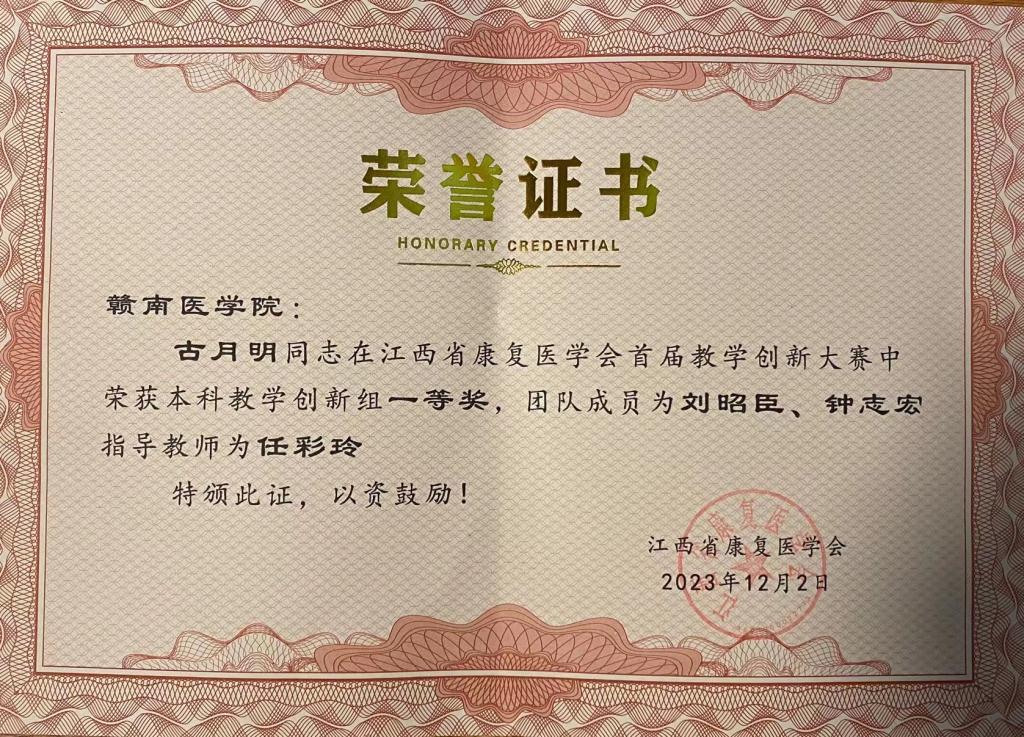 荣誉证书
HONORARY CREDENTIAL
赣南医学院：
古月明同志在江西省康复医学会首届教学创新大赛中
荣获本科教学创新组一等奖，团队成员为刘昭臣、钟志宏
指导教师为任彩玲
特颁此证，以资鼓励！
江西省康复医学会
2023年12月2日